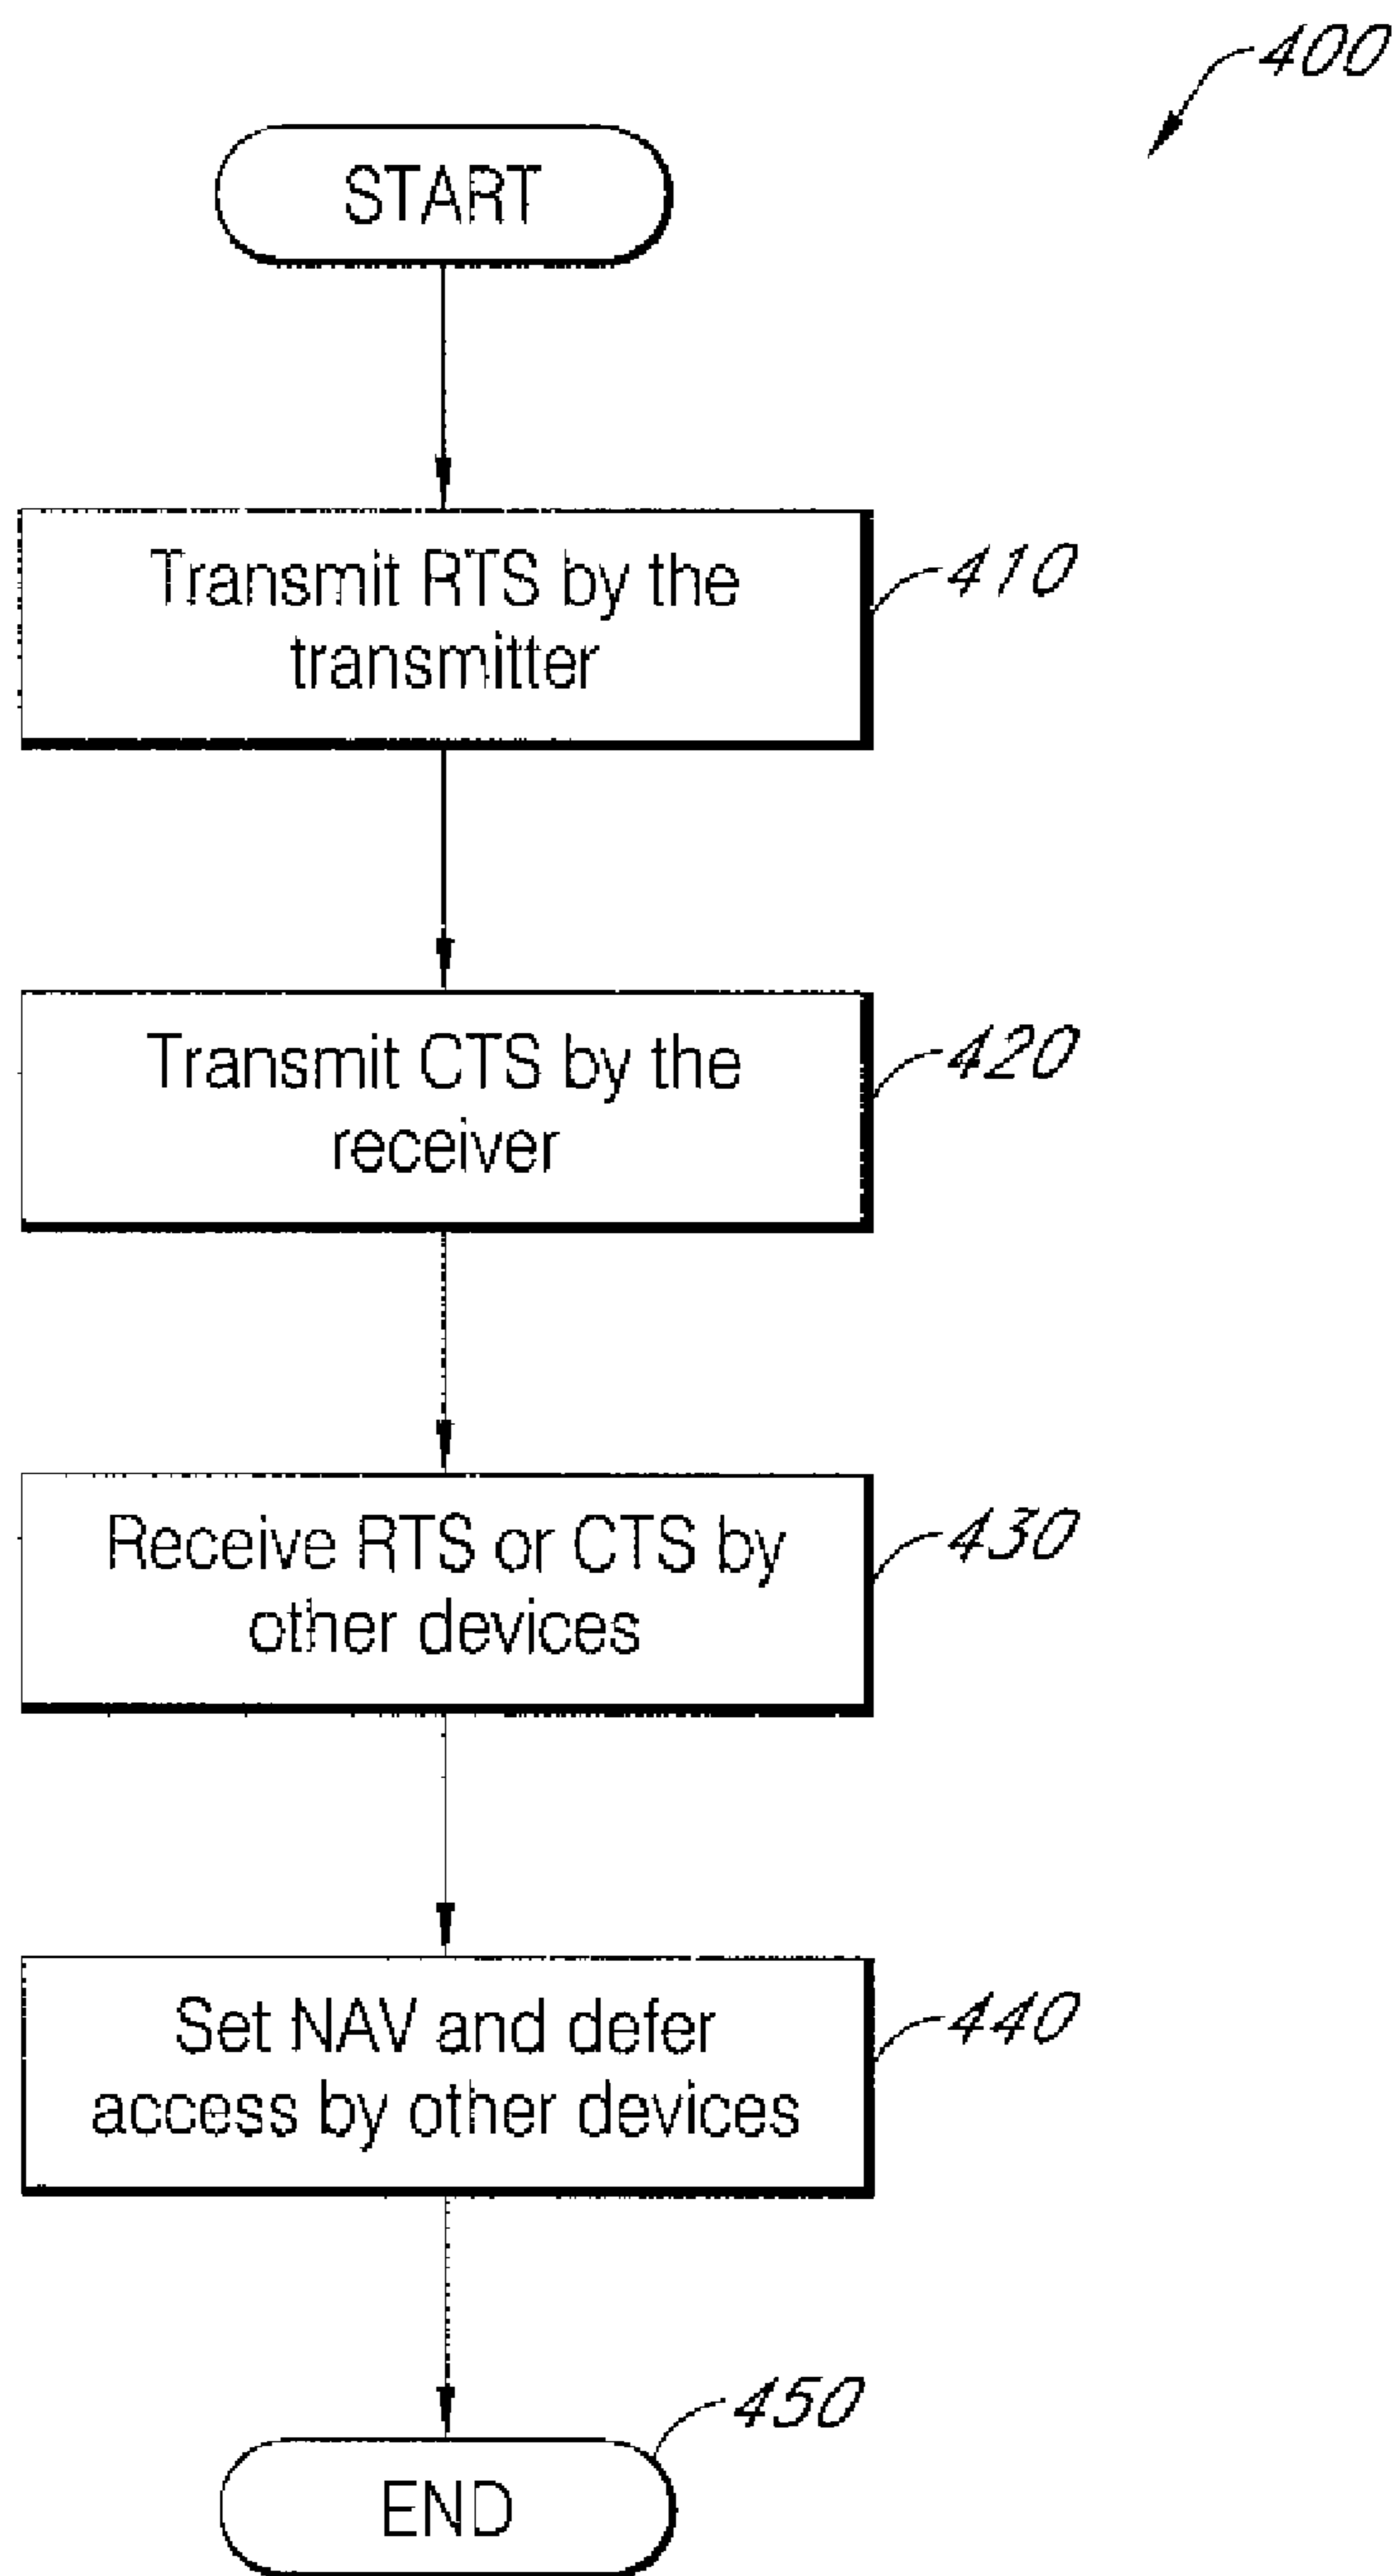 400
START
Transmit RTS by the
transmitter
410
Transmit CTS by the
receiver
420
Receive RTS or CTS by
other devices
430
Set NAV and defer
access by other devices
440
450
END